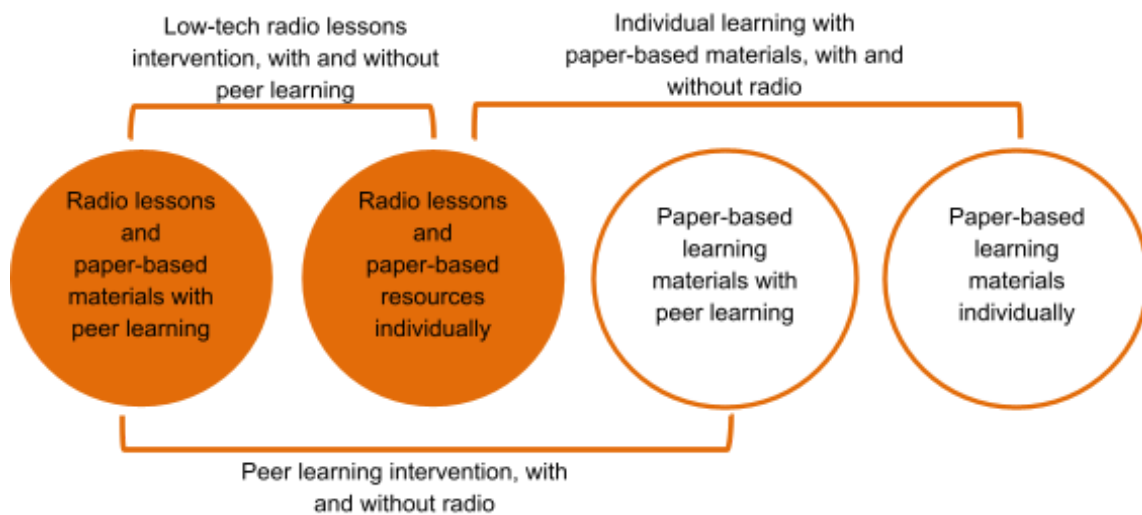 Low-tech radio lessons
intervention, with and without
peer learning
Individual learning with
paper-based materials, with and
without radio
Radio lessons
and
paper-based
materials with
peer learning
Radio lessons
and
paper-based
resources
individually
Paper-based
learning
materials with
peer learning
Paper-based
learning
materials
individually
Peer learning intervention, with
and without radio